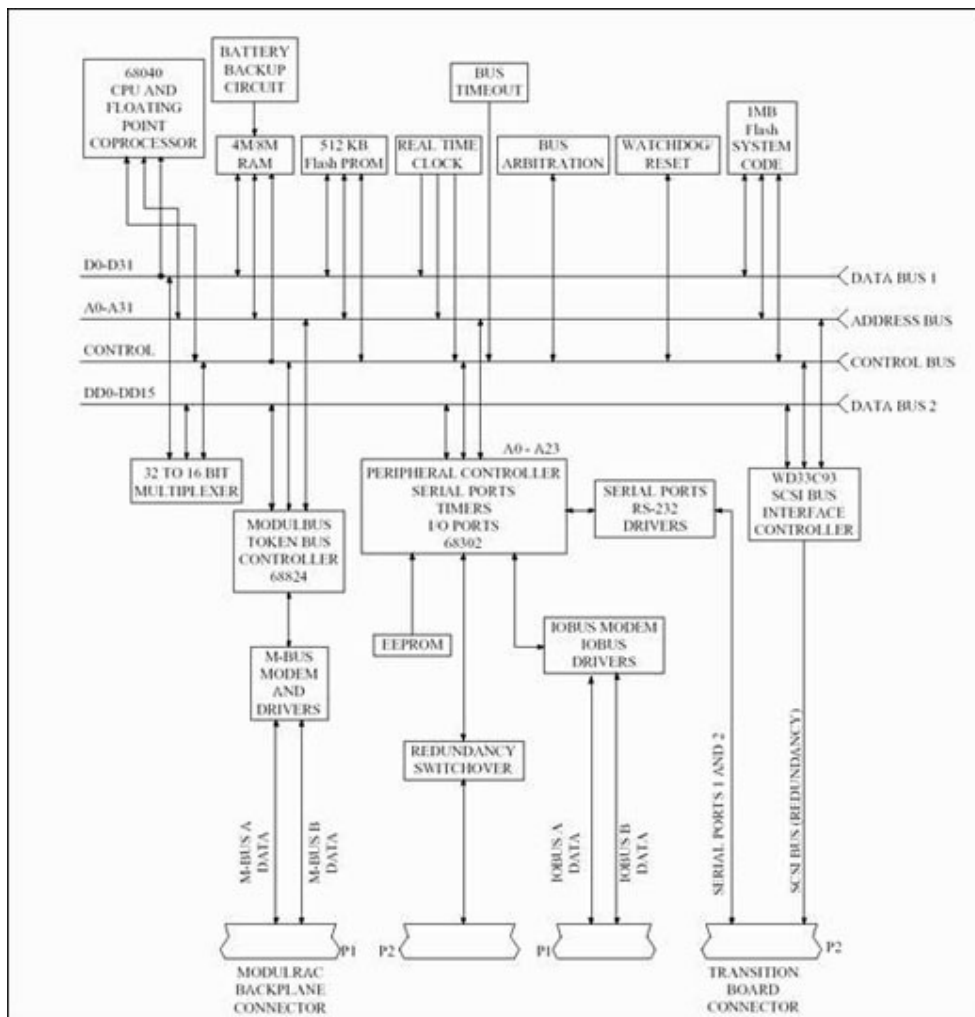 68040
CPU AND
FLOATING
POINT
COPROCESSOR
BATTERY
BACKUP
CIRCUIT
4M/8M
RAM
512 KB
Flash PROM
REAL TIME
CLOCK
BUS
TIMEOUT
BUS
ARBITRATION
WATCHDOG/
RESET
1MB
Flash
SYSTEM
CODE
D0-D31
DATA BUS 1
A0-A31
ADDRESS BUS
CONTROL
CONTROL BUS
DD0-DD15
DATA BUS 2
32 TO 16 BIT
MULTIPLEXER
MODULBUS
TOKEN BUS
CONTROLLER
68824
A0 - A23
PERIPHERAL CONTROLLER
SERIAL PORTS
TIMERS
I/O PORTS
68302
SERIAL PORTS
RS-232
DRIVERS
WD33C93
SCSI BUS
INTERFACE
CONTROLLER
M-BUS
MODEM
AND
DRIVERS
EEPROM
IOBUS MODEM
IOBUS
DRIVERS
REDUNDANCY
SWITCHOVER
M-BUS A
DATA
M-BUS B
DATA
IOBUS A
DATA
IOBUS B
DATA
SERIAL PORTS 1 AND 2
SCSI BUS (REDUNDANCY)
P1
P2
P1
P2
MODULRAC
BACKPLANE
CONNECTOR
TRANSITION
BOARD
CONNECTOR